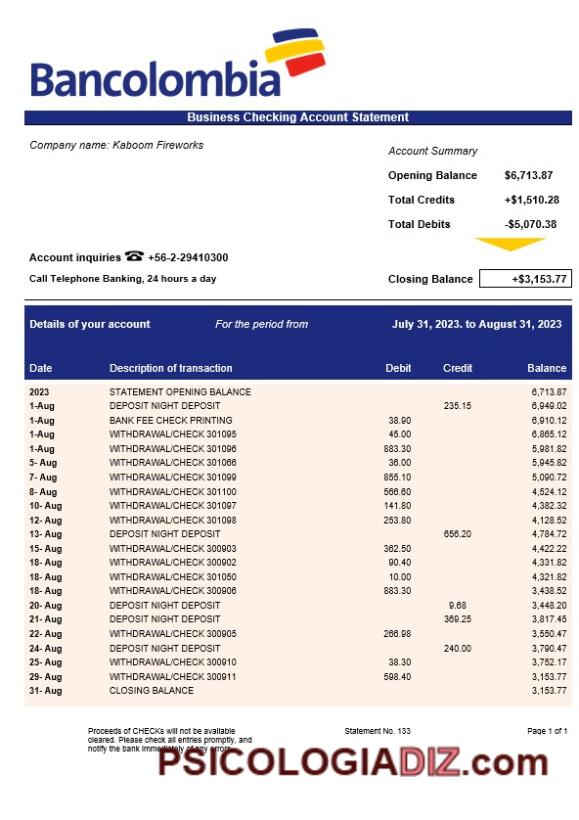 Bancolombia
Business Checking Account Statement
Company name: Kaboom Fireworks
Account Summary
Opening Balance $6,713.87
Total Credits +$1,510.28
Total Debits -$5,070.38
Account inquiries ☎ +56-2-29410300
Call Telephone Banking, 24 hours a day
Closing Balance +$3,153.77
Details of your account For the period from July 31, 2023. to August 31, 2023
Date Description of transaction Debit Credit Balance
2023 STATEMENT OPENING BALANCE 6,713.87
1-Aug DEPOSIT NIGHT DEPOSIT 235.15 6,949.02
1-Aug BANK FEE CHECK PRINTING 38.90 6,910.12
1-Aug WITHDRAWAL/CHECK 301095 45.00 6,865.12
1-Aug WITHDRAWAL/CHECK 301096 883.30 5,981.82
5- Aug WITHDRAWAL/CHECK 301066 36.00 5,945.82
7- Aug WITHDRAWAL/CHECK 301099 855.10 5,090.72
8- Aug WITHDRAWAL/CHECK 301100 566.60 4,524.12
10- Aug WITHDRAWAL/CHECK 301097 141.80 4,382.32
12- Aug WITHDRAWAL/CHECK 301098 253.80 4,128.52
13- Aug DEPOSIT NIGHT DEPOSIT 656.20 4,784.72
15- Aug WITHDRAWAL/CHECK 300903 362.50 4,422.22
18- Aug WITHDRAWAL/CHECK 300902 90.40 4,331.82
18- Aug WITHDRAWAL/CHECK 301050 10.00 4,321.82
18- Aug WITHDRAWAL/CHECK 300906 883.30 3,438.52
20- Aug DEPOSIT NIGHT DEPOSIT 9.68 3,448.20
21- Aug DEPOSIT NIGHT DEPOSIT 369.25 3,817.45
22- Aug WITHDRAWAL/CHECK 300905 266.98 3,550.47
24- Aug DEPOSIT NIGHT DEPOSIT 240.00 3,790.47
25- Aug WITHDRAWAL/CHECK 300910 38.30 3,752.17
29- Aug WITHDRAWAL/CHECK 300911 598.40 3,153.77
31- Aug CLOSING BALANCE 3,153.77
Proceeds of CHECKs will not be available Statement No. 133 Page 1 of 1
cleared. Please check all entries promptly, and
notify the bank immediately of any errors.
PSICOLOGIADIZ.com